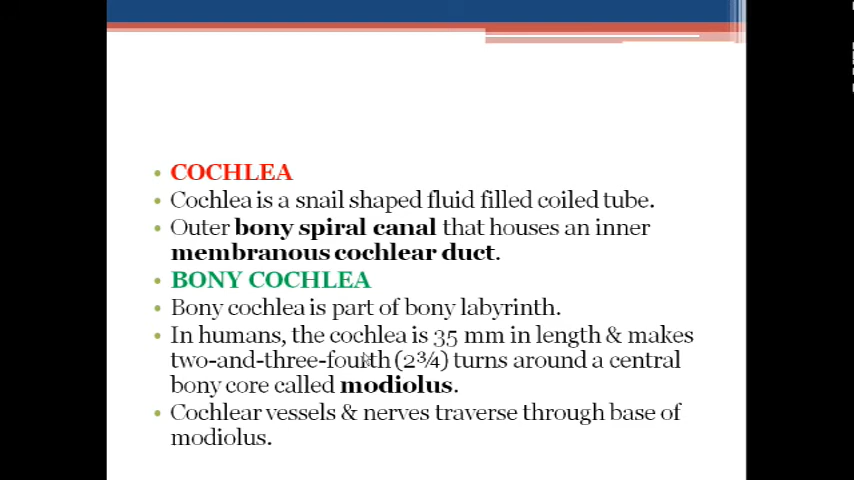 • COCHLEA
• Cochlea is a snail shaped fluid filled coiled tube.
• Outer bony spiral canal that houses an inner
membranous cochlear duct.
• BONY COCHLEA
• Bony cochlea is part of bony labyrinth.
• In humans, the cochlea is 35 mm in length & makes
two-and-three-fourth (2¾) turns around a central
bony core called modiolus.
• Cochlear vessels & nerves traverse through base of
modiolus.